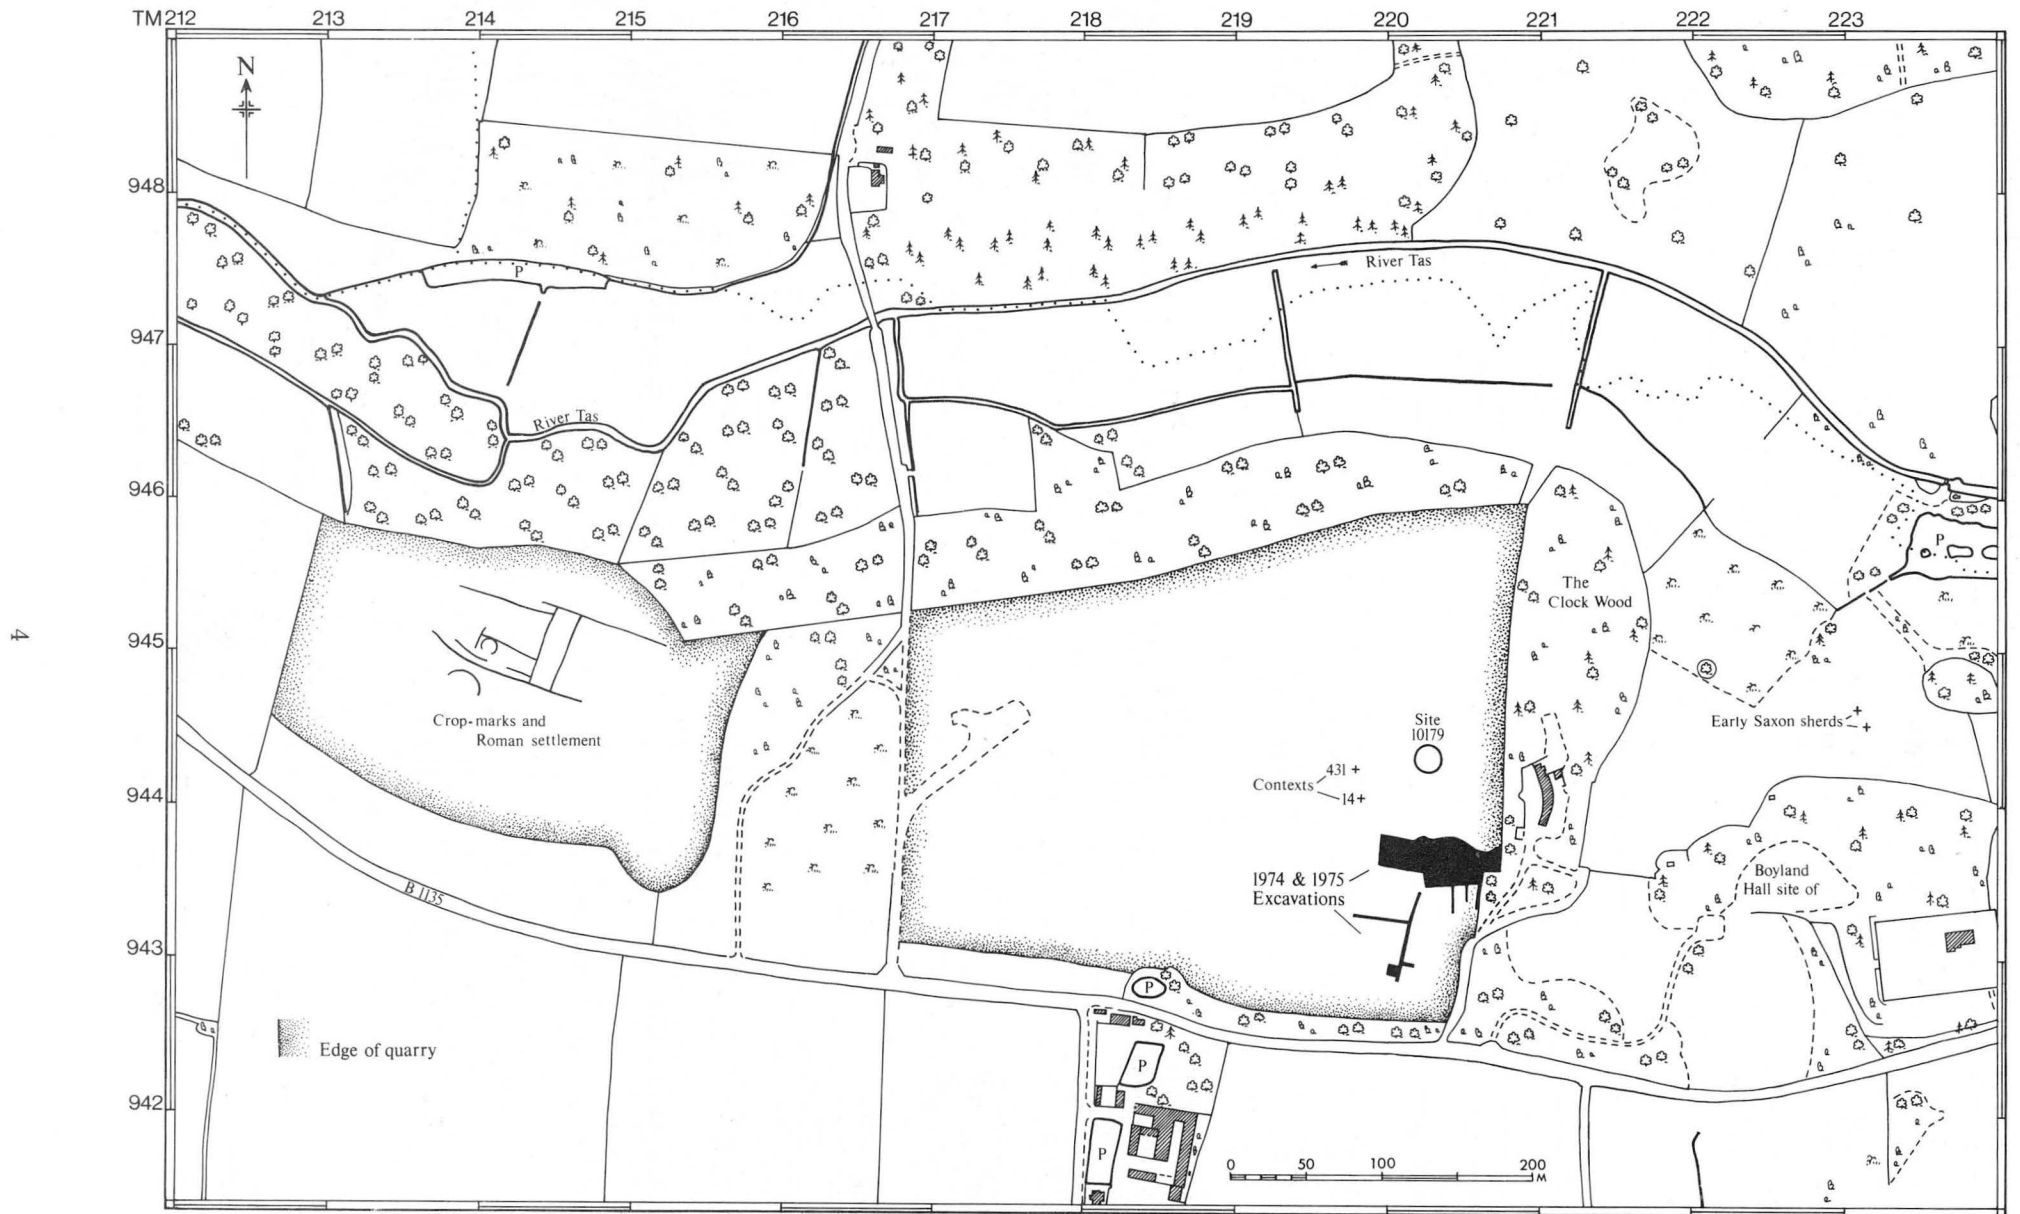 TM 212 213 214 215 216 217 218 219 220 221 222 223
N
948
947
946
945
944
943
942
P
River Tas
River Tas
P
The
Clock Wood
Crop-marks and
Roman settlement
Site
10179
Early Saxon sherds
Contexts
431
14
1974 & 1975
Excavations
Boyland
Hall site of
B 1135
P
Edge of quarry
P
P
0 50 100 200
M
4